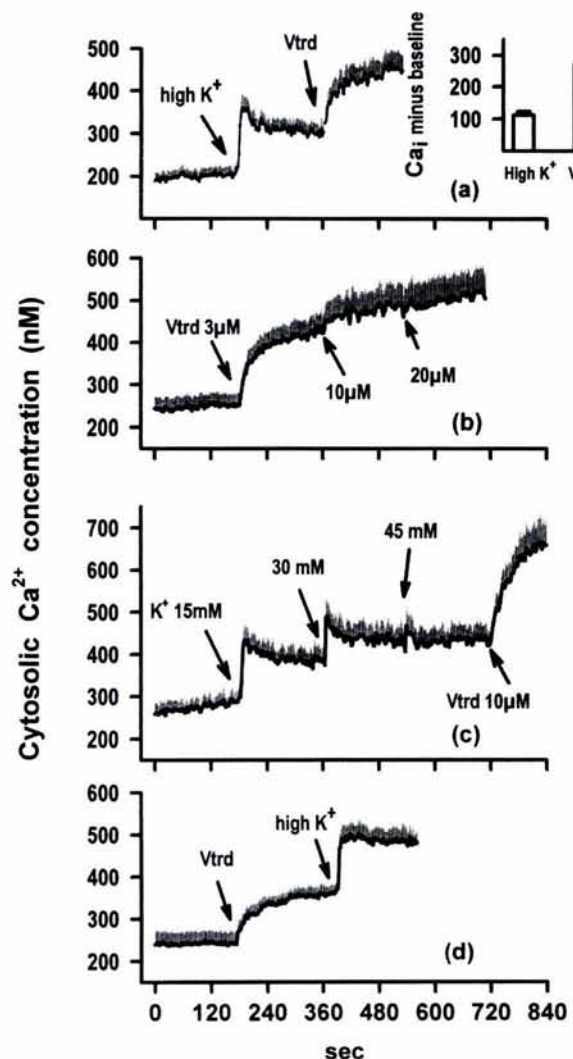 Cytosolic Ca²⁺ concentration (nM)
500
400
300
200
high K⁺
Vtrd
(a)
Caᵢ minus baseline
300
200
100
High K⁺
V
600
500
400
300
200
Vtrd 3µM
10µM
20µM
(b)
700
600
500
400
300
200
K⁺ 15mM
30 mM
45 mM
Vtrd 10µM
(c)
600
500
400
300
200
Vtrd
high K⁺
(d)
0 120 240 360 480 600 720 840
sec